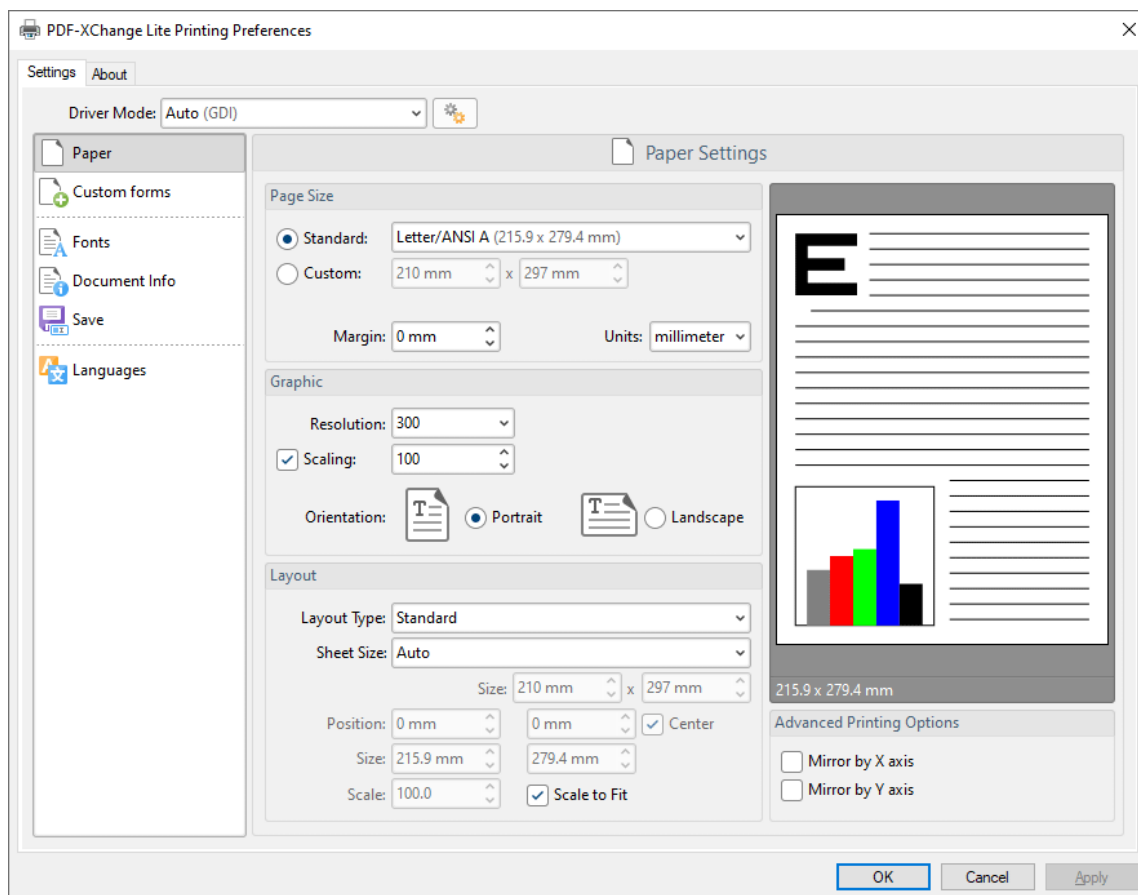 PDF-XChange Lite Printing Preferences
Settings About
Driver Mode: Auto (GDI)
Paper
Custom forms
Fonts
Document Info
Save
Languages
Paper Settings
Page Size
Standard: Letter/ANSI A (215.9 x 279.4 mm)
Custom: 210 mm x 297 mm
Margin: 0 mm Units: millimeter
Graphic
Resolution: 300
Scaling: 100
Orientation: T Portrait T Landscape
Layout
Layout Type: Standard
Sheet Size: Auto
Size: 210 mm x 297 mm
Position: 0 mm 0 mm Center
Size: 215.9 mm 279.4 mm
Scale: 100.0 Scale to Fit
E
215.9 x 279.4 mm
Advanced Printing Options
Mirror by X axis
Mirror by Y axis
OK Cancel Apply